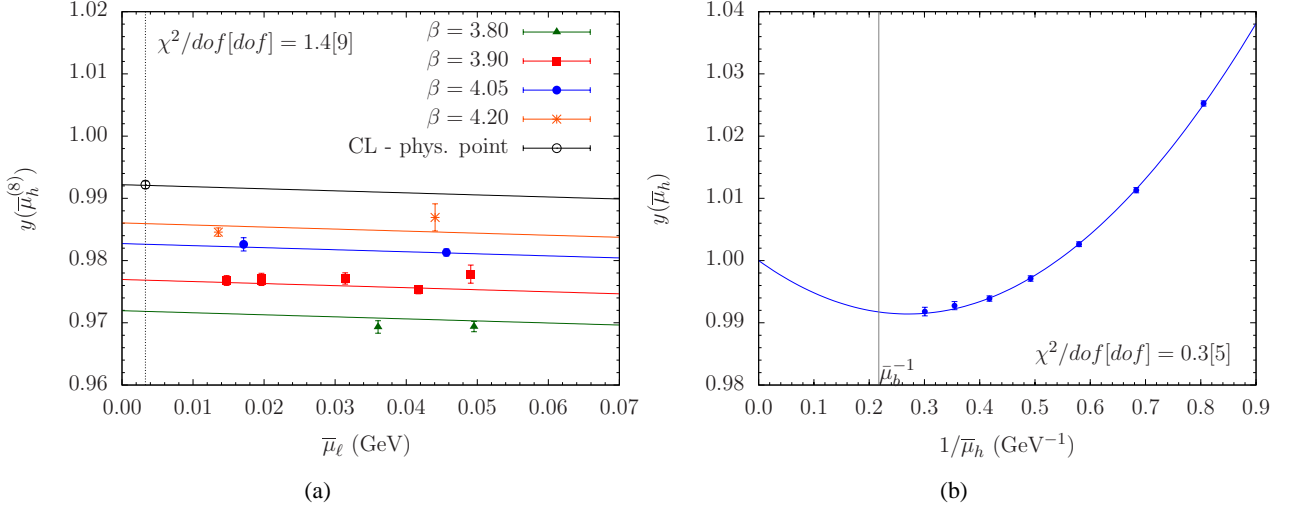 1.02
1.01
1.00
0.99
0.98
0.97
0.96
0.00 0.01 0.02 0.03 0.04 0.05 0.06 0.07
y(μ̅_h^(8))
μ̅_ℓ (GeV)
χ²/dof[dof] = 1.4[9]
β = 3.80
β = 3.90
β = 4.05
β = 4.20
CL - phys. point
(a)
1.04
1.03
1.02
1.01
1.00
0.99
0.98
0.0 0.1 0.2 0.3 0.4 0.5 0.6 0.7 0.8 0.9
y(μ̅_h)
1/μ̅_h (GeV⁻¹)
χ²/dof[dof] = 0.3[5]
μ̅_b⁻¹
(b)